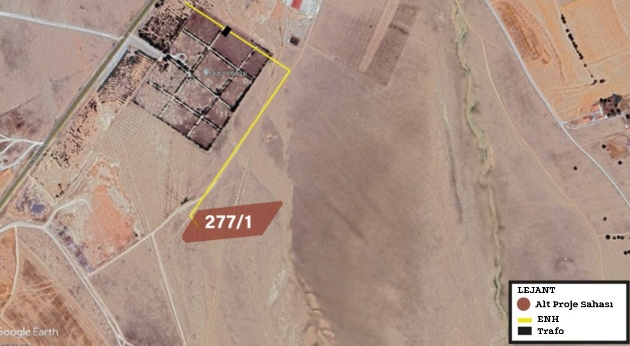 277/1
LEJANT
Alt Proje Sahası
ENH
Trafo
Google Earth